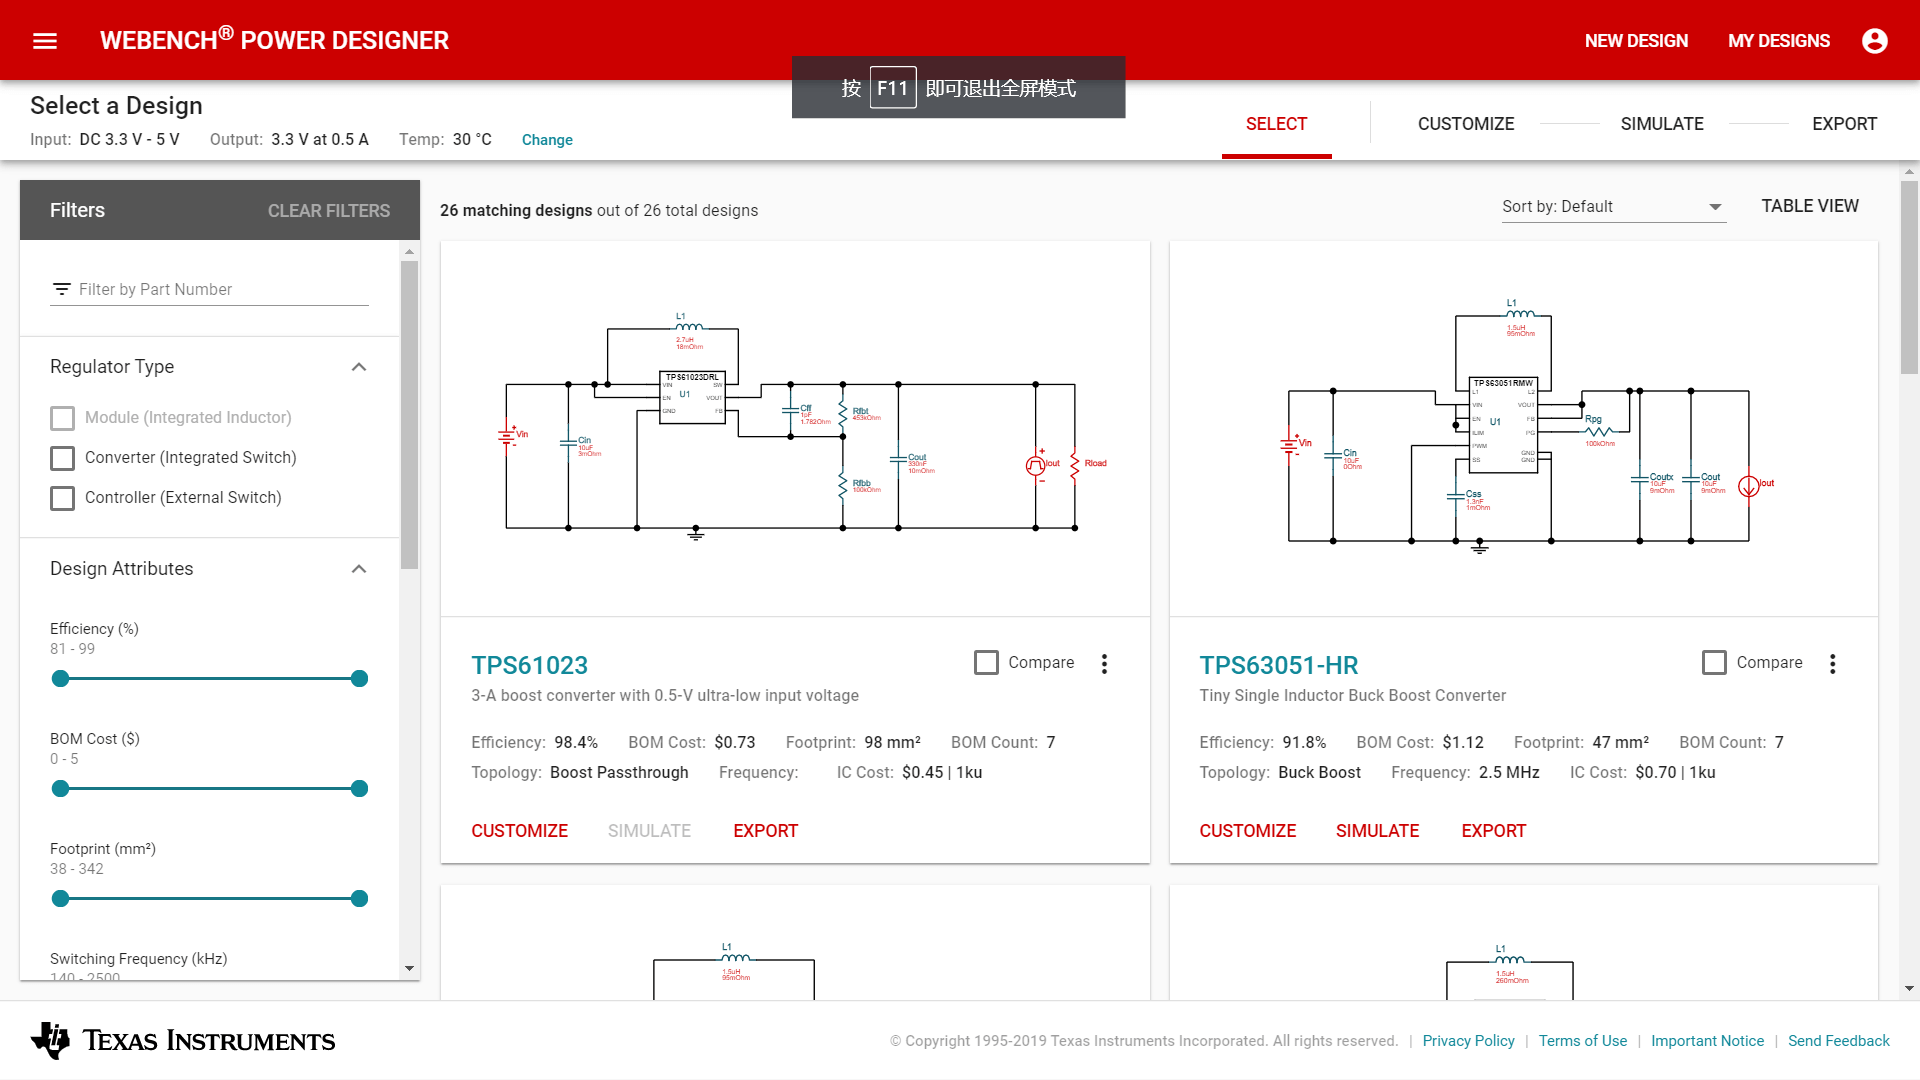 WEBENCH® POWER DESIGNER
NEW DESIGN
MY DESIGNS
按 F11 即可退出全屏模式
Select a Design
Input: DC 3.3 V - 5 V Output: 3.3 V at 0.5 A Temp: 30 °C Change
SELECT
CUSTOMIZE
SIMULATE
EXPORT
Filters
CLEAR FILTERS
Filter by Part Number
Regulator Type
Module (Integrated Inductor)
Converter (Integrated Switch)
Controller (External Switch)
Design Attributes
Efficiency (%)
81 - 99
BOM Cost ($)
0 - 5
Footprint (mm²)
38 - 342
Switching Frequency (kHz)
140 - 2500
26 matching designs out of 26 total designs
Sort by: Default
TABLE VIEW
L1
2.7uH
18mOhm
TPS61023DRL
VIN
SW
EN
U1
VOUT
GND
FB
Vin
Cin
10uF
3mOhm
Cff
1pF
1.782Ohm
Rfbt
453kOhm
Rfbb
100kOhm
Cout
330nF
10mOhm
Iout
Rload
TPS61023
Compare
3-A boost converter with 0.5-V ultra-low input voltage
Efficiency: 98.4% BOM Cost: $0.73 Footprint: 98 mm² BOM Count: 7
Topology: Boost Passthrough Frequency: IC Cost: $0.45 | 1ku
CUSTOMIZE
SIMULATE
EXPORT
L1
1.5uH
95mOhm
TPS63051RMW
L1
L2
VIN
VOUT
EN
FB
U1
ILIM
PG
PWM
SS
GND
GND
Vin
Cin
10uF
0Ohm
Css
1.3nF
1mOhm
Rpg
100kOhm
Coutx
10uF
9mOhm
Cout
10uF
9mOhm
Iout
TPS63051-HR
Compare
Tiny Single Inductor Buck Boost Converter
Efficiency: 91.8% BOM Cost: $1.12 Footprint: 47 mm² BOM Count: 7
Topology: Buck Boost Frequency: 2.5 MHz IC Cost: $0.70 | 1ku
CUSTOMIZE
SIMULATE
EXPORT
L1
1.5uH
95mOhm
L1
1.5uH
260mOhm
TEXAS INSTRUMENTS
© Copyright 1995-2019 Texas Instruments Incorporated. All rights reserved. | Privacy Policy | Terms of Use | Important Notice | Send Feedback